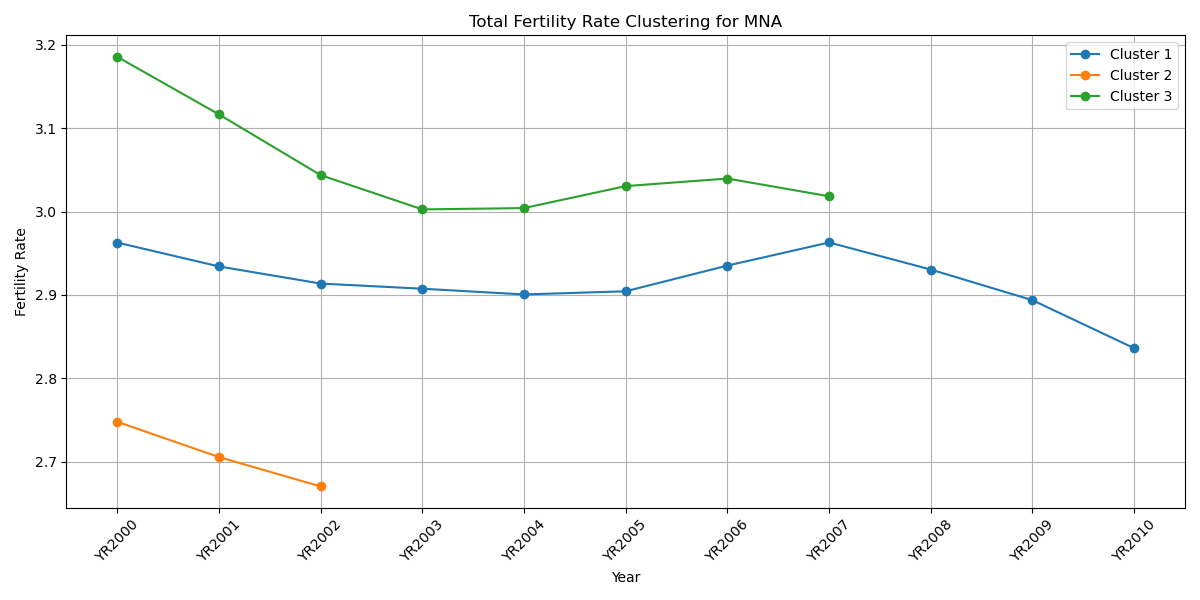 Total Fertility Rate Clustering for MNA
Cluster 1
Cluster 2
Cluster 3
Fertility Rate
3.2
3.1
3.0
2.9
2.8
2.7
YR2000
YR2001
YR2002
YR2003
YR2004
YR2005
YR2006
YR2007
YR2008
YR2009
YR2010
Year